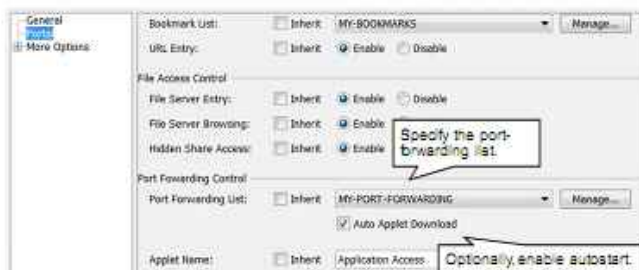 General
Portal
More Options
Bookmark List: Inherit MY-BOOKMARKS Manage...
URL Entry: Inherit Enable Disable
File Access Control
File Server Entry: Inherit Enable Disable
File Server Browsing: Inherit Enable
Hidden Share Access: Inherit Enable
Specify the port-
forwarding list.
Port Fowarding Control
Port Forwarding List: Inherit MY-PORT-FORWARDING Manage...
Auto Applet Download
Applet Name: Inherit Application Access
Optionally, enable autostart.